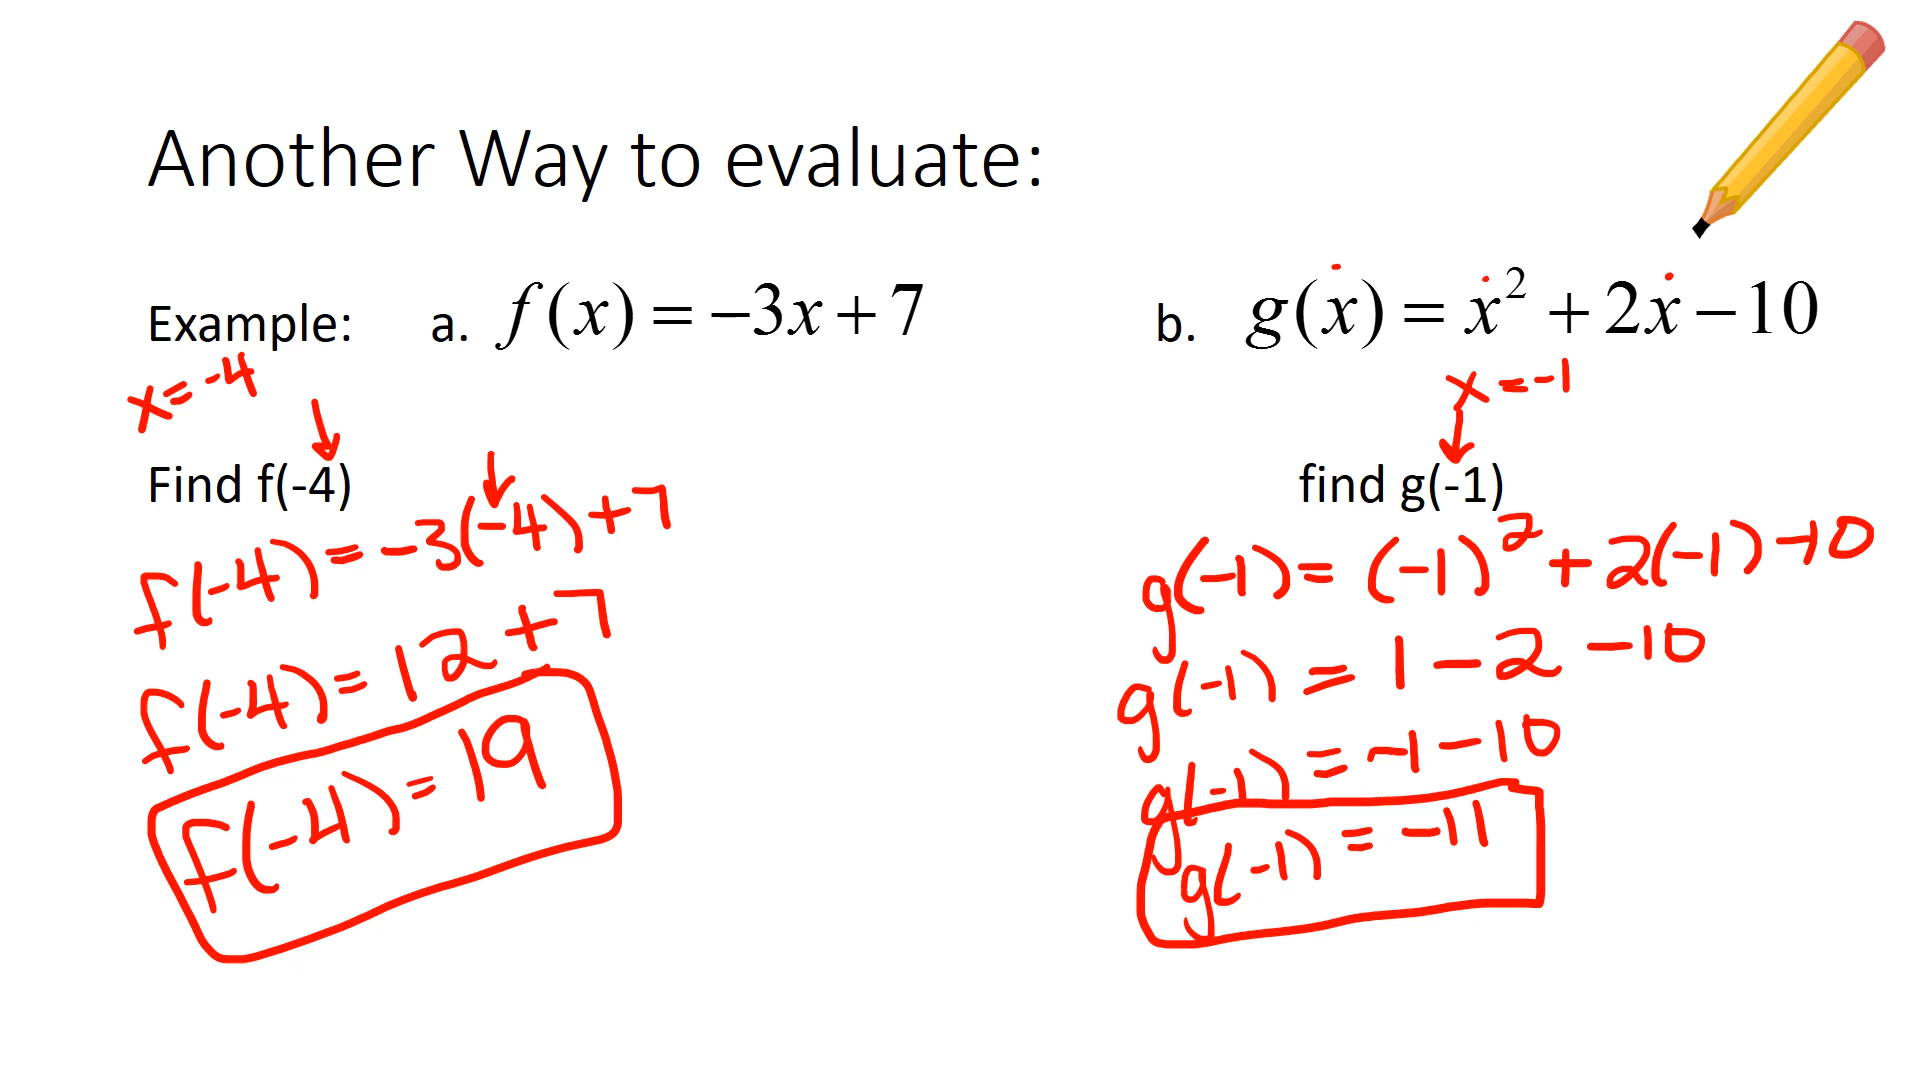 Another Way to evaluate:
Example: a. f(x) = −3x + 7
x = -4
Find f(-4)
f(-4) = -3(-4) + 7
f(-4) = 12 + 7
f(-4) = 19
b. g(x) = x² + 2x − 10
x = -1
find g(-1)
g(-1) = (-1)² + 2(-1) - 10
g(-1) = 1 - 2 - 10
g(-1) = -1 - 10
g(-1) = -11